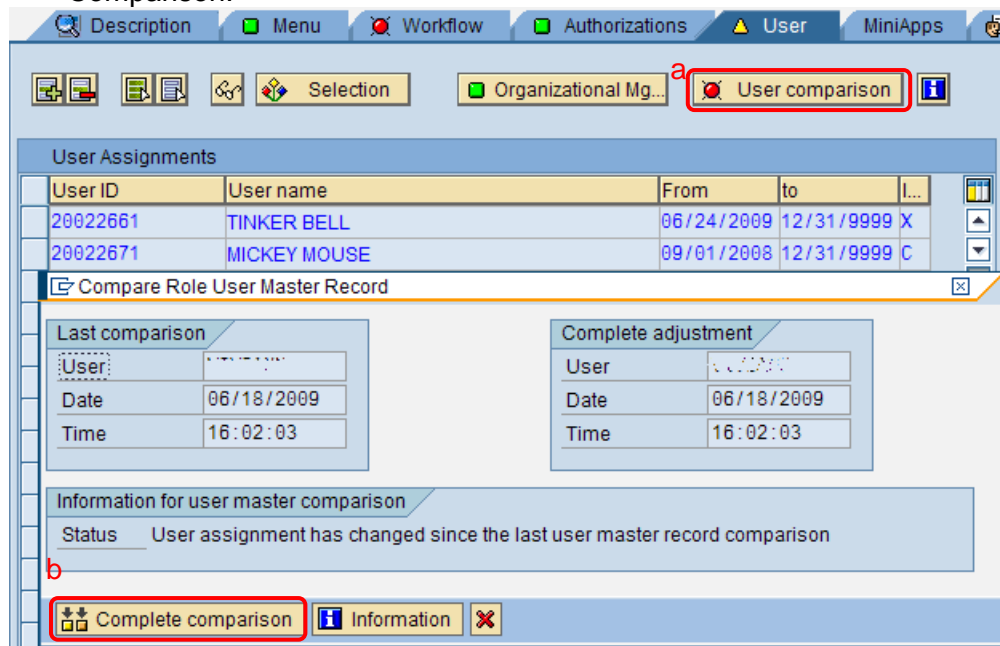 Comparison.
Description Menu Workflow Authorizations User MiniApps
a
Selection Organizational Mg... User comparison
User Assignments
User ID User name From to I...
20022661 TINKER BELL 06/24/2009 12/31/9999 X
20022671 MICKEY MOUSE 09/01/2008 12/31/9999 C
Compare Role User Master Record
Last comparison Complete adjustment
User User
Date 06/18/2009 Date 06/18/2009
Time 16:02:03 Time 16:02:03
Information for user master comparison
Status User assignment has changed since the last user master record comparison
b
Complete comparison Information